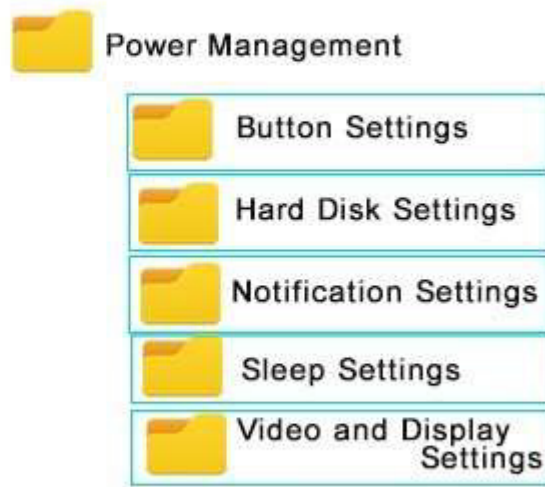 Power Management
Button Settings
Hard Disk Settings
Notification Settings
Sleep Settings
Video and Display
Settings